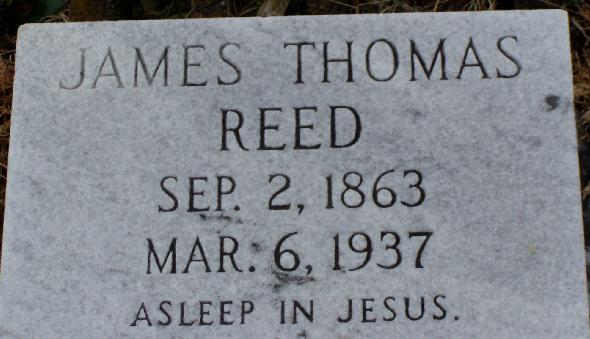 JAMES THOMAS
REED
SEP. 2, 1863
MAR. 6, 1937
ASLEEP IN JESUS.